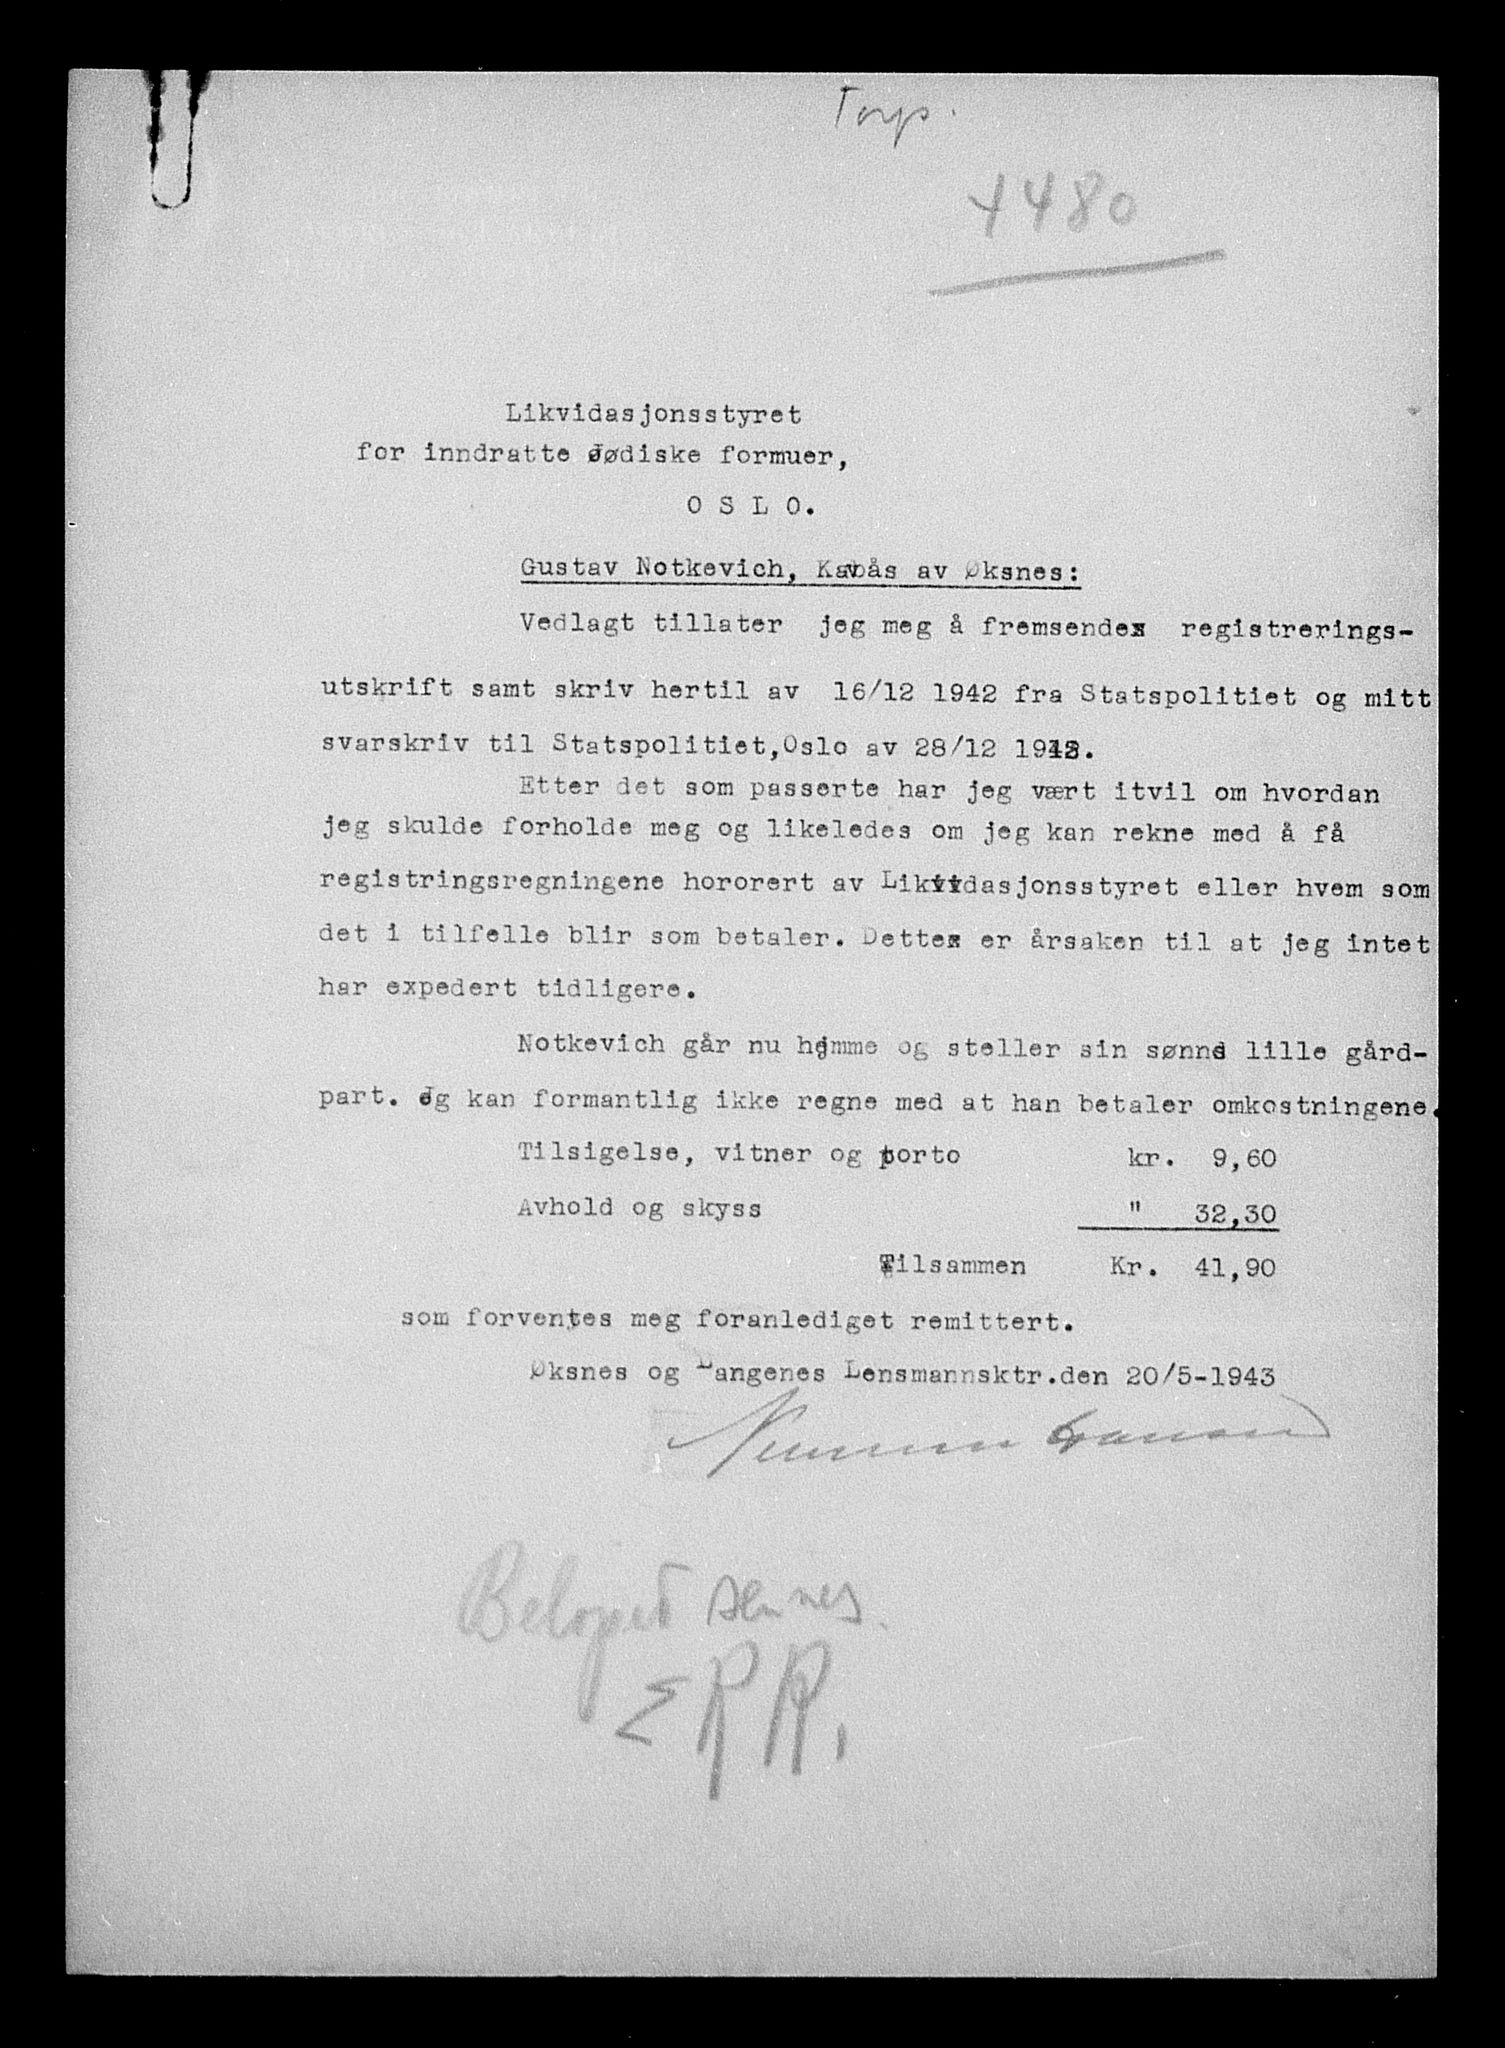 Torp.
4480
Likvidasjonsstyret
for inndratte jødiske formuer,
O S L O.
Gustav Notkevich, Kavås av Øksnes:
Vedlagt tillater jeg meg å fremsende registrerings-
utskrift samt skriv hertil av 16/12 1942 fra Statspolitiet og mitt
svarskriv til Statspolitiet,Oslo av 28/12 1942.
Etter det som passerte har jeg vært itvil om hvordan
jeg skulde forholde meg og likeledes om jeg kan rekne med å få
registringsregningene hororert av Likvidasjonsstyret eller hvem som
det i tilfelle blir som betaler. Dette er årsaken til at jeg intet
har expedert tidligere.
Notkevich går nu hjemme og steller sin sønns lille gård-
part. Jg kan formantlig ikke regne med at han betaler omkostningene.
Tilsigelse, vitner og porto kr. 9,60
Avhold og skyss " 32,30
Tilsammen Kr. 41,90
som forventes meg foranlediget remittert.
Øksnes og Langenes Lensmannsktr.den 20/5-1943
Beløpet sennes.